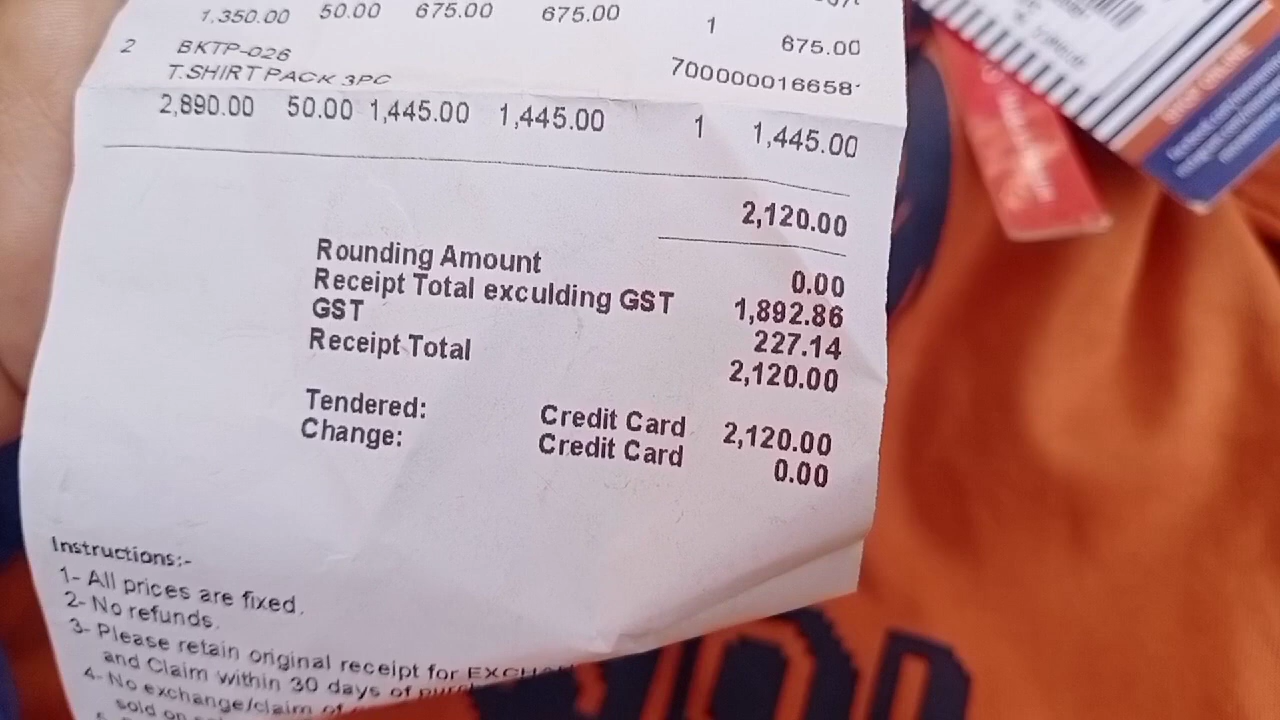 1,350.00 50.00 675.00 675.00 1 675.00
2 BKTP-026 70000001665
T.SHIRT PACK 3PC
2,890.00 50.00 1,445.00 1,445.00 1 1,445.00
2,120.00
Rounding Amount 0.00
Receipt Total exculding GST 1,892.86
GST 227.14
Receipt Total 2,120.00
Tendered: Credit Card 2,120.00
Change: Credit Card 0.00
Instructions:-
1- All prices are fixed.
2- No refunds.
3- Please retain original receipt for
and Claim within 30 days of
4- No exchange/claim of
sold on